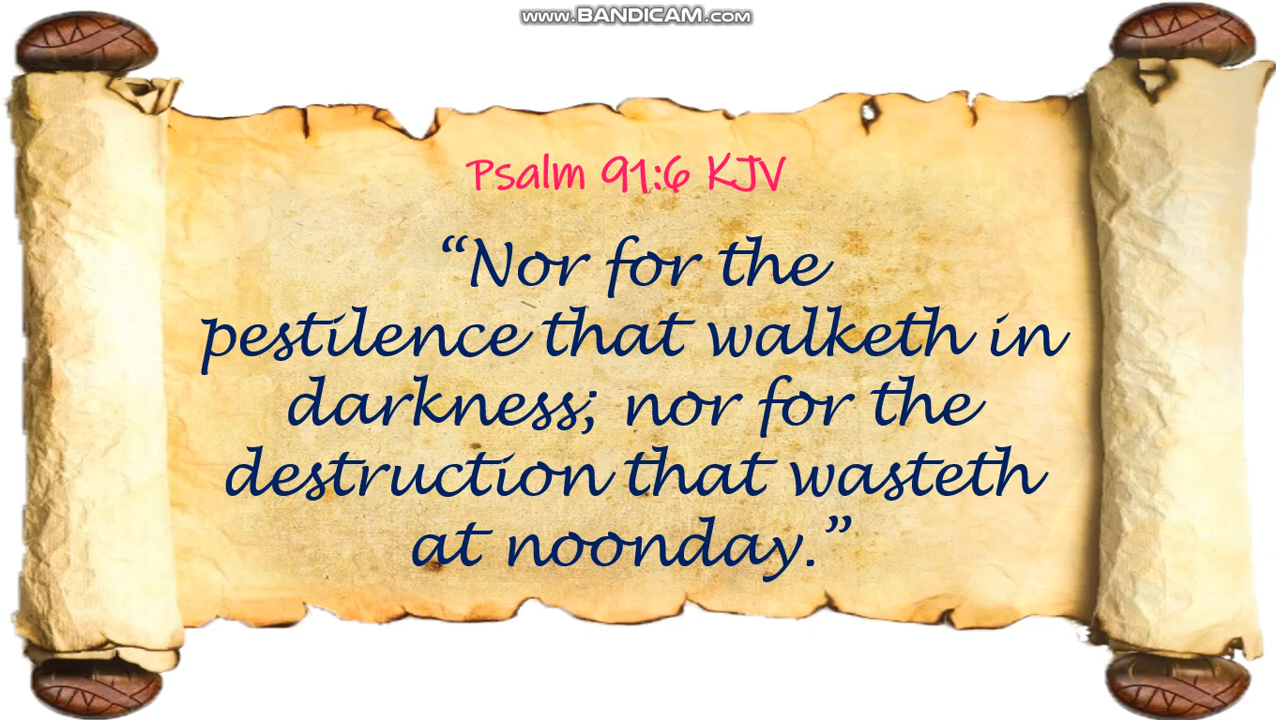 www.BANDICAM.com
Psalm 91:6 KJV
“Nor for the
pestilence that walketh in
darkness; nor for the
destruction that wasteth
at noonday.”